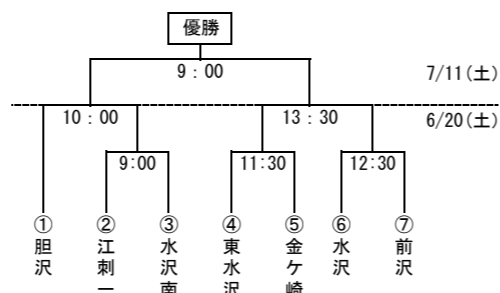 優勝
9：00
7/11(土)
10：00
13：30
6/20(土)
9:00
11:30
12:30
①
胆沢
②
江刺一
③
水沢南
④
東水沢
⑤
金ケ崎
⑥
水沢
⑦
前沢